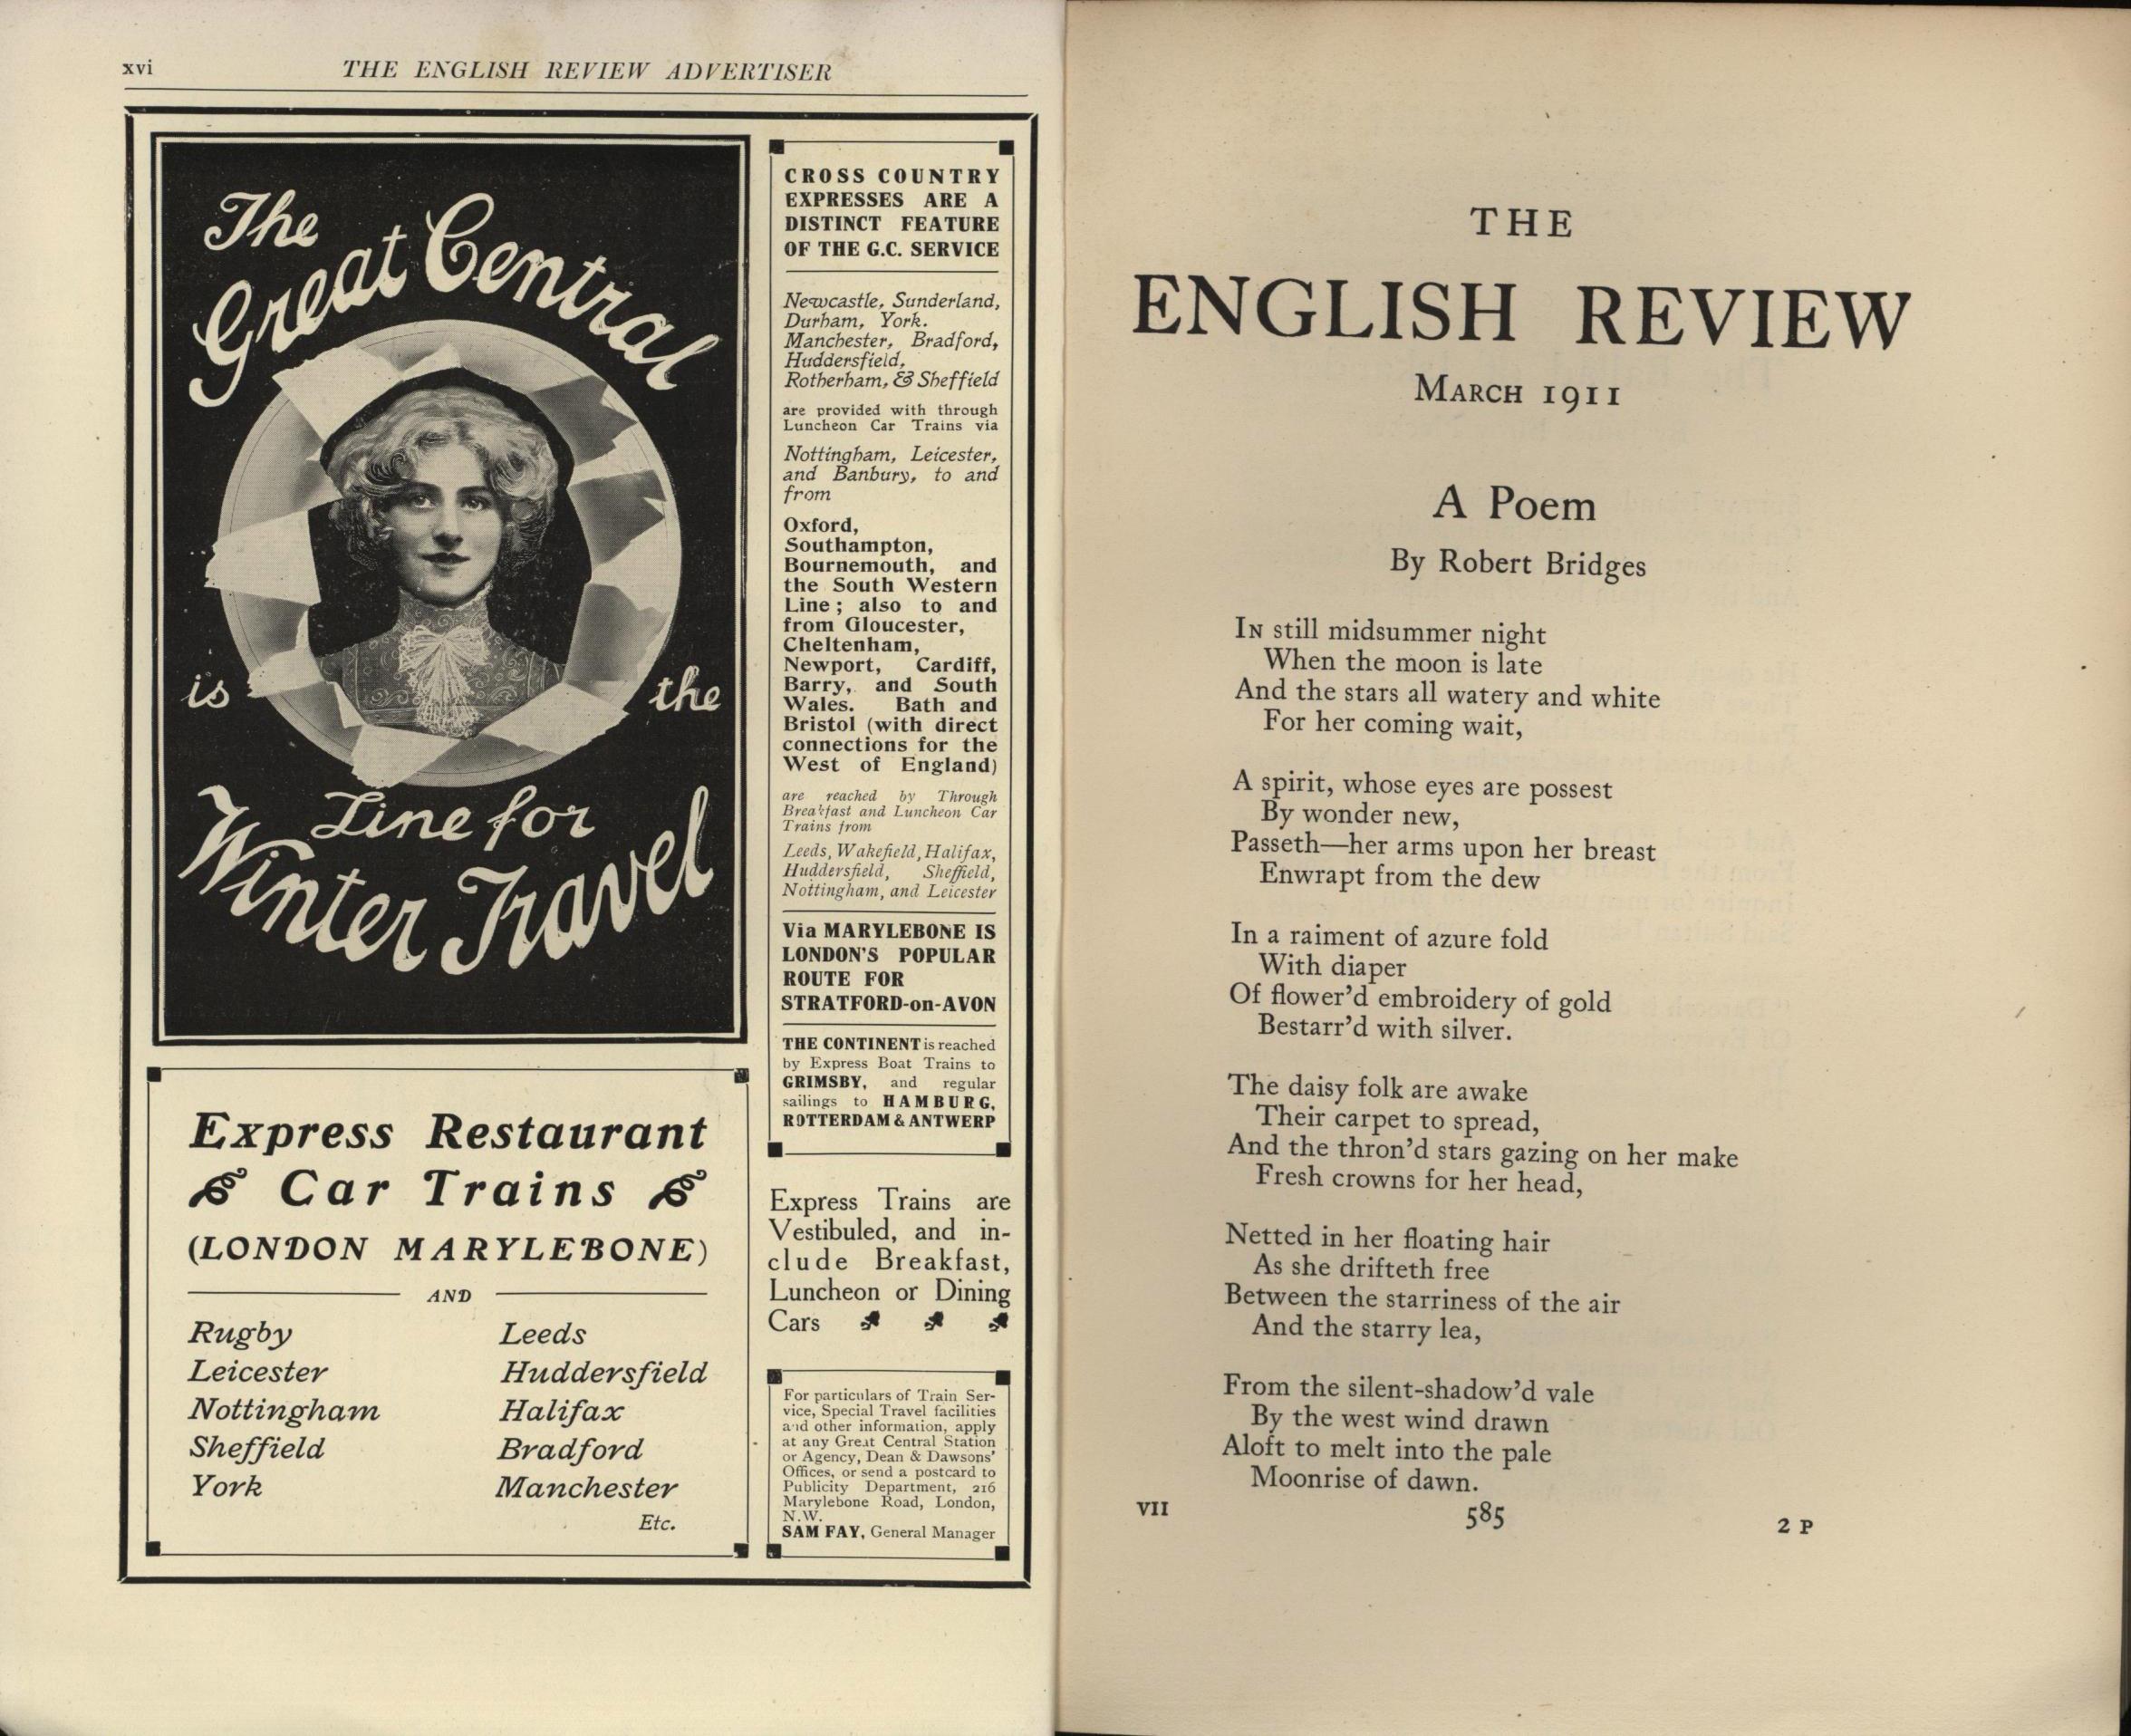 xvi
THE ENGLISH REVIEW ADVERTISER
The
Great Central
is the
Line for
Winter Travel
Express Restaurant
Car Trains
(LONDON MARYLEBONE)
AND
Rugby
Leicester
Nottingham
Sheffield
York
Leeds
Huddersfield
Halifax
Bradford
Manchester
Etc.
CROSS COUNTRY
EXPRESSES ARE A
DISTINCT FEATURE
OF THE G.C. SERVICE
Newcastle, Sunderland,
Durham, York.
Manchester, Bradford,
Huddersfield,
Rotherham, & Sheffield
are provided with through
Luncheon Car Trains via
Nottingham, Leicester,
and Banbury, to and
from
Oxford,
Southampton,
Bournemouth, and
the South Western
Line; also to and
from Gloucester,
Cheltenham,
Newport, Cardiff,
Barry, and South
Wales. Bath and
Bristol (with direct
connections for the
West of England)
are reached by Through
Breakfast and Luncheon Car
Trains from
Leeds, Wakefield, Halifax,
Huddersfield, Sheffield,
Nottingham, and Leicester
Via MARYLEBONE IS
LONDON'S POPULAR
ROUTE FOR
STRATFORD-on-AVON
THE CONTINENT is reached
by Express Boat Trains to
GRIMSBY, and regular
sailings to HAMBURG,
ROTTERDAM & ANTWERP
Express Trains are
Vestibuled, and in-
clude Breakfast,
Luncheon or Dining
Cars
For particulars of Train Ser-
vice, Special Travel facilities
and other information, apply
at any Great Central Station
or Agency, Dean & Dawsons'
Offices, or send a postcard to
Publicity Department, 216
Marylebone Road, London,
N.W.
SAM FAY, General Manager
THE
ENGLISH REVIEW
MARCH 1911
A Poem
By Robert Bridges
IN still midsummer night
When the moon is late
And the stars all watery and white
For her coming wait,
A spirit, whose eyes are possest
By wonder new,
Passeth—her arms upon her breast
Enwrapt from the dew
In a raiment of azure fold
With diaper
Of flower'd embroidery of gold
Bestarr'd with silver.
The daisy folk are awake
Their carpet to spread,
And the thron'd stars gazing on her make
Fresh crowns for her head,
Netted in her floating hair
As she drifteth free
Between the starriness of the air
And the starry lea,
From the silent-shadow'd vale
By the west wind drawn
Aloft to melt into the pale
Moonrise of dawn.
VII 585 2 P